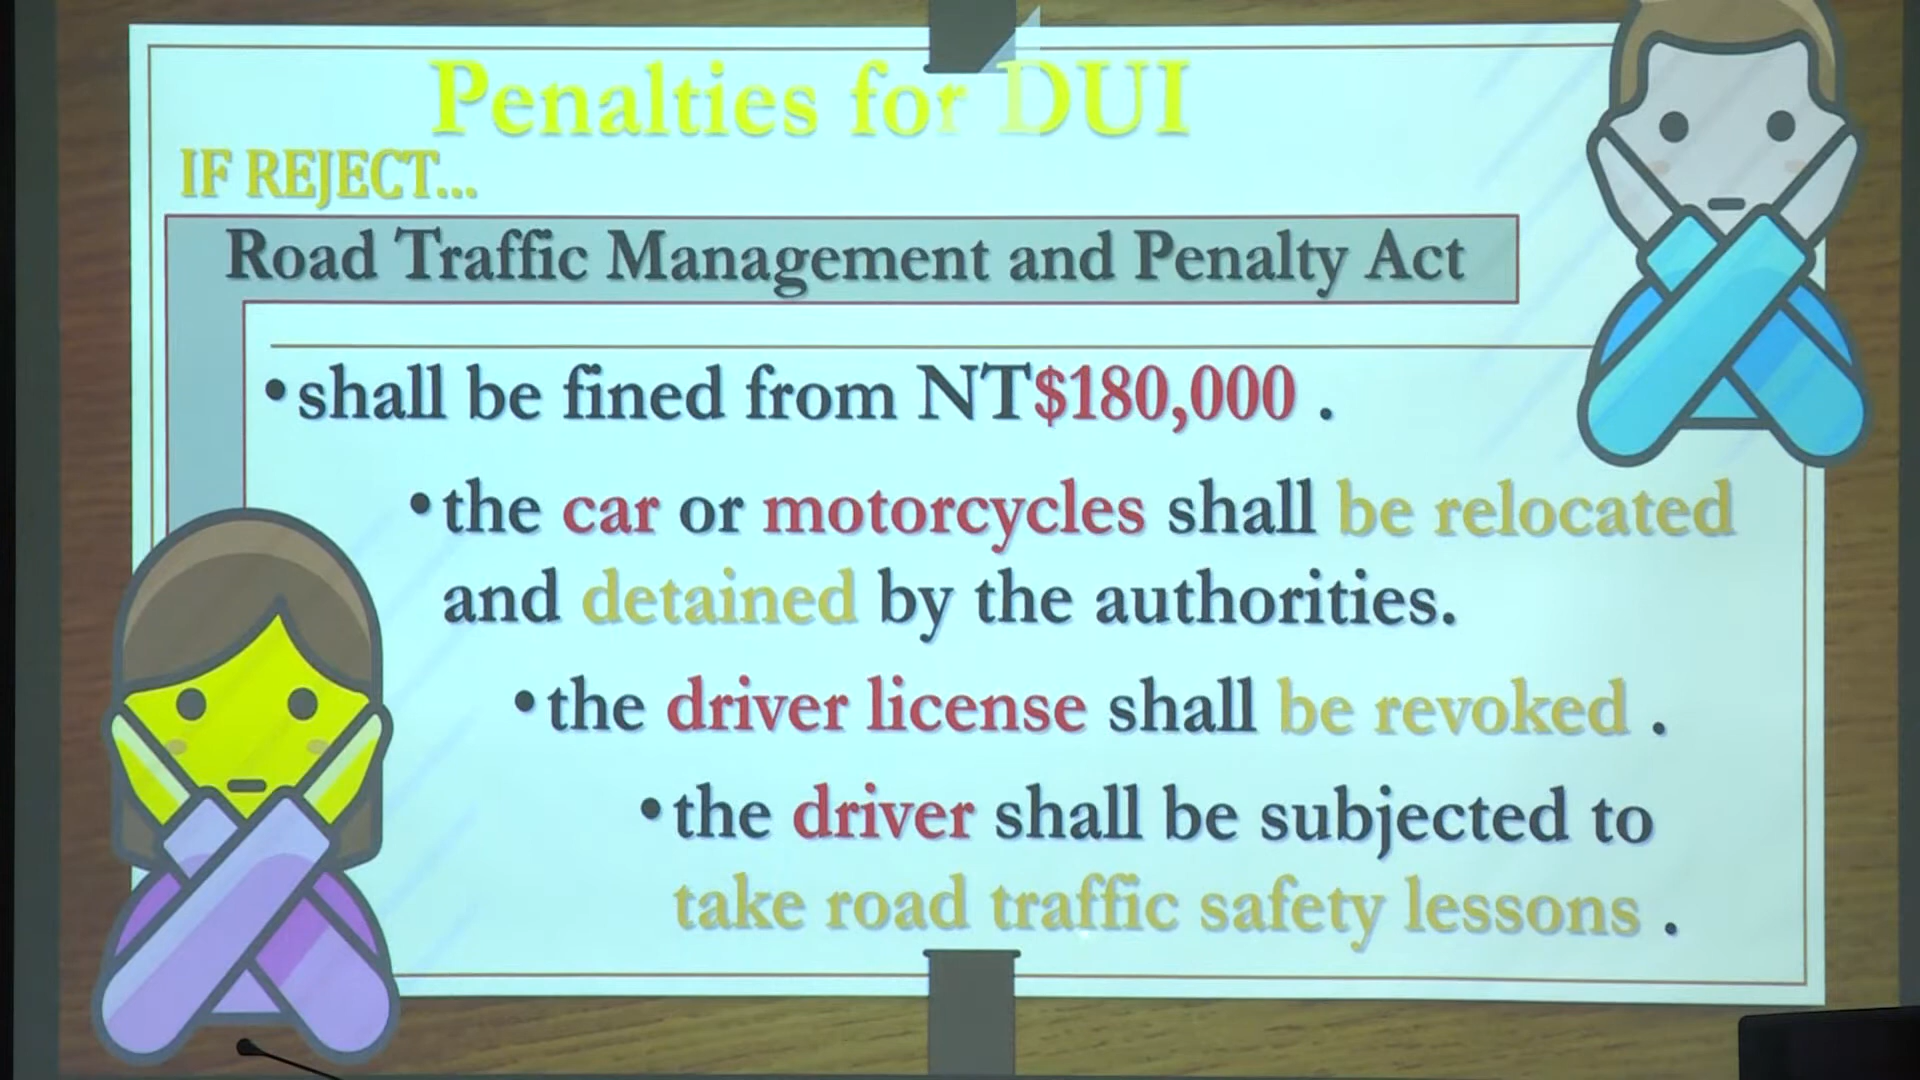 Penalties for DUI
IF REJECT...
Road Traffic Management and Penalty Act
•shall be fined from NT$180,000 .
•the car or motorcycles shall be relocated
and detained by the authorities.
•the driver license shall be revoked .
•the driver shall be subjected to
take road traffic safety lessons .